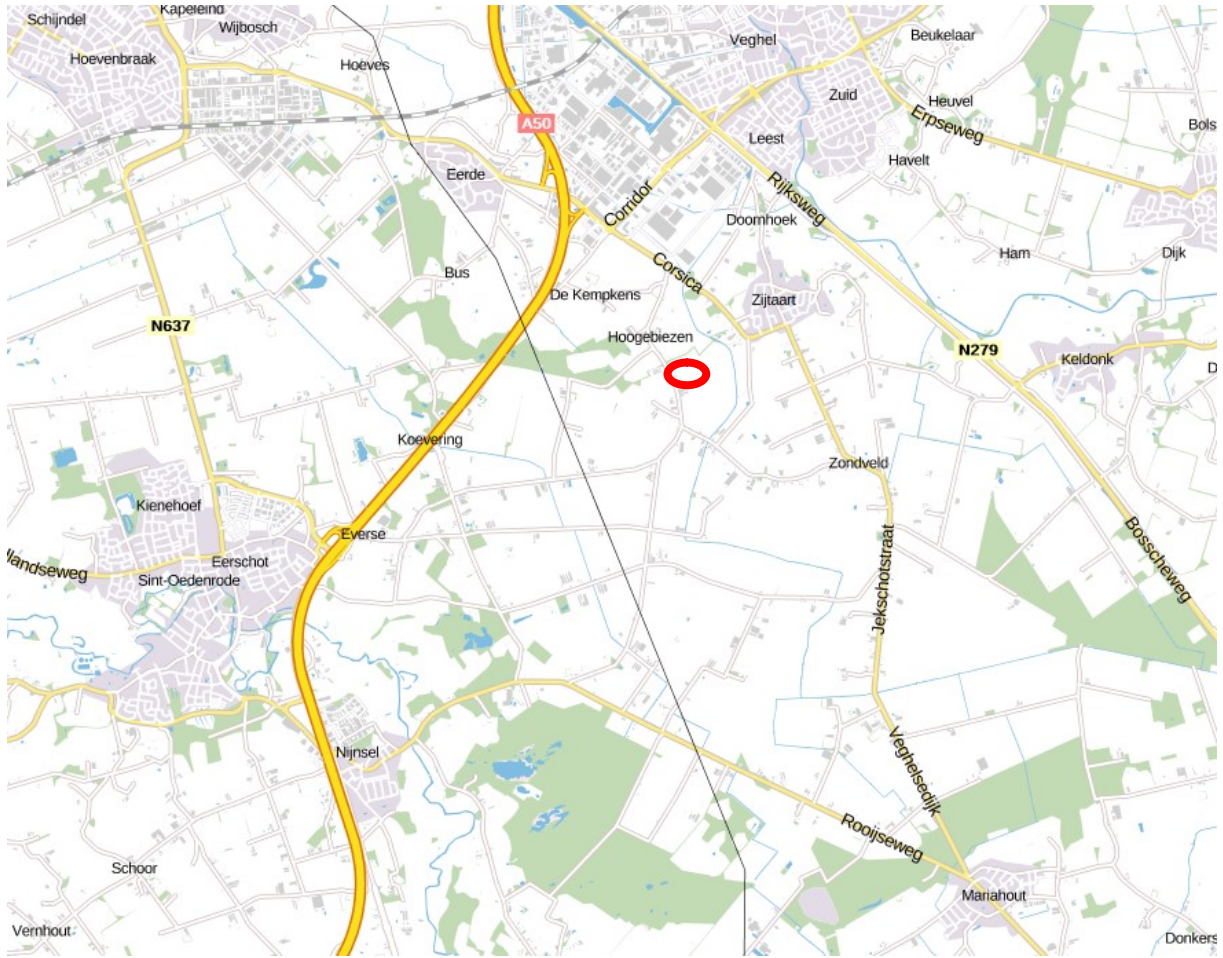 Kapeleind
Schijndel
Wijbosch
Hoevenbraak
Hoeves
Veghel
Beukelaar
Zuid
Heuvel
A50
Erpseweg
Bols
Leest
Havelt
Eerde
Rijksweg
Corridor
Doornhoek
Ham
Dijk
Corsica
Bus
De Kempkens
Zijtaart
N637
Hoogebiezen
N279
Keldonk
D
Koevering
Zondveld
Kienehoef
Everse
Bosscheweg
Eerschot
llandseweg
Sint-Oedenrode
Jekschotstraat
Nijnsel
Veghelsedijk
Rooijseweg
Schoor
Mariahout
Vernhout
Donkers